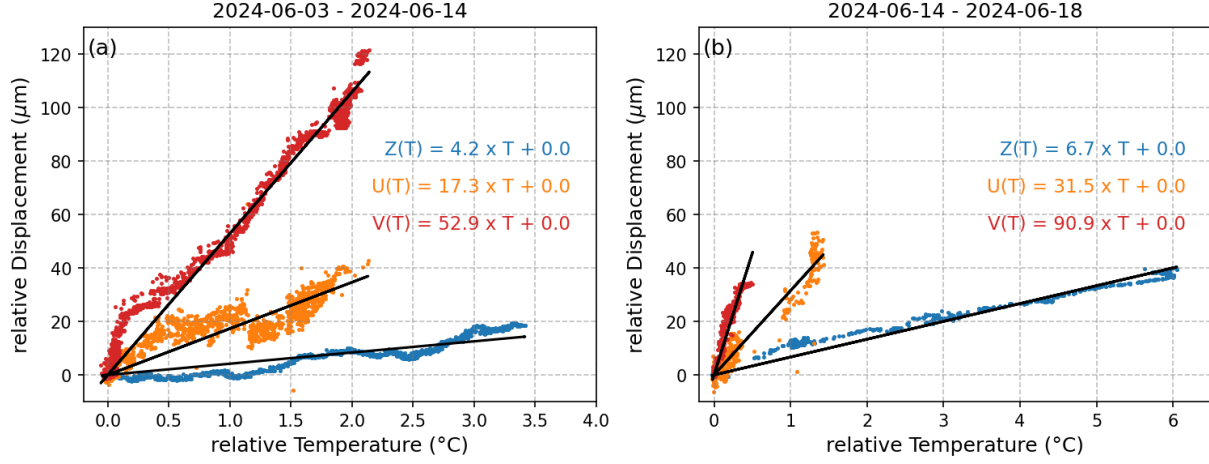 2024-06-03 - 2024-06-14
(a)
relative Displacement (μm)
120
100
80
60
40
20
0
Z(T) = 4.2 x T + 0.0
U(T) = 17.3 x T + 0.0
V(T) = 52.9 x T + 0.0
0.0 0.5 1.0 1.5 2.0 2.5 3.0 3.5 4.0
relative Temperature (°C)
2024-06-14 - 2024-06-18
(b)
relative Displacement (μm)
120
100
80
60
40
20
0
Z(T) = 6.7 x T + 0.0
U(T) = 31.5 x T + 0.0
V(T) = 90.9 x T + 0.0
0 1 2 3 4 5 6
relative Temperature (°C)